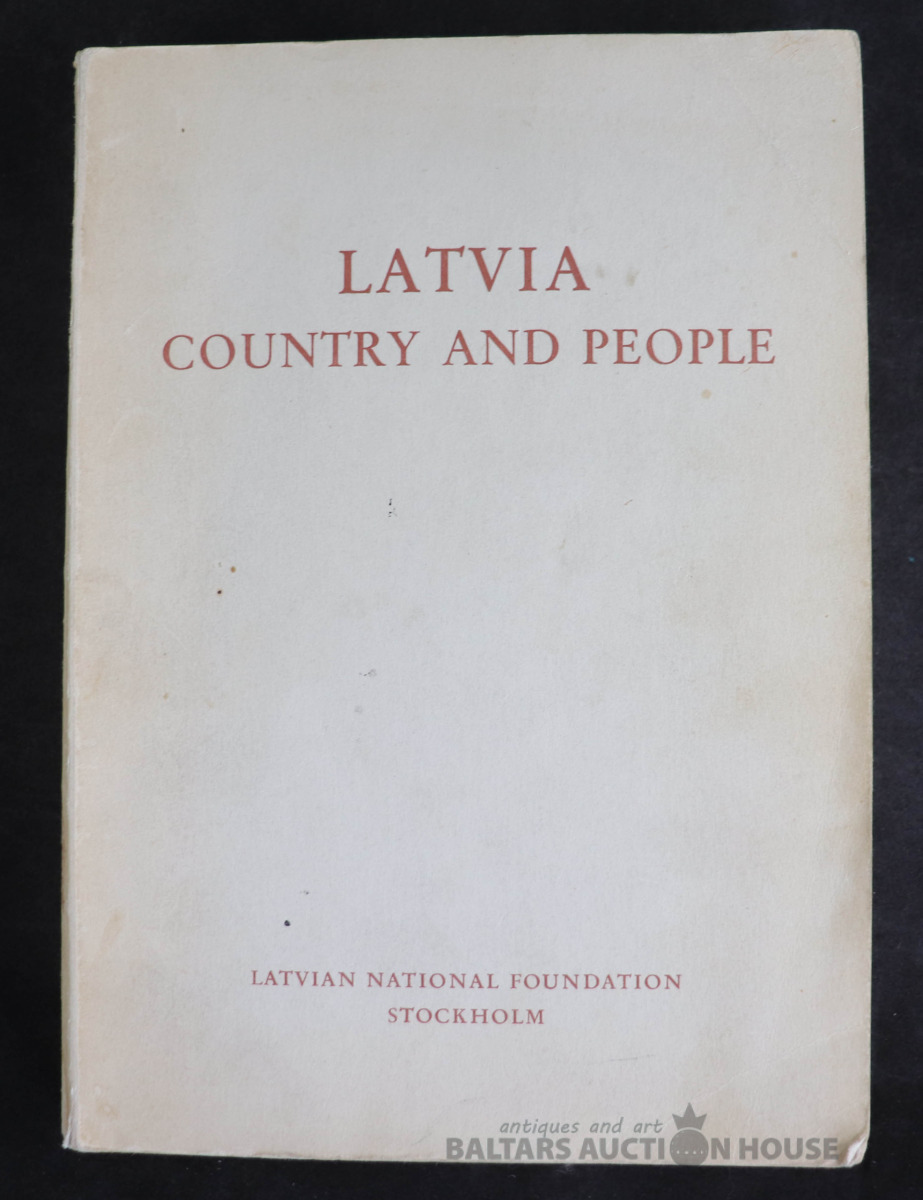 LATVIA
COUNTRY AND PEOPLE
LATVIAN NATIONAL FOUNDATION
STOCKHOLM
antiques and art
BALTARS AUCTION HOUSE